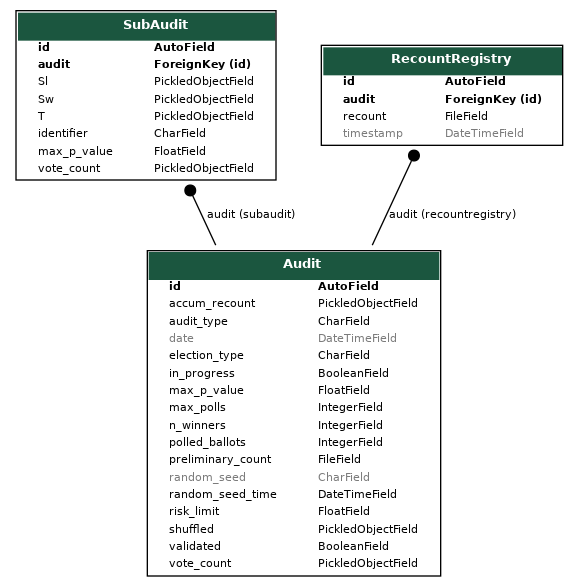 SubAudit
id AutoField
audit ForeignKey (id)
Sl PickledObjectField
Sw PickledObjectField
T PickledObjectField
identifier CharField
max_p_value FloatField
vote_count PickledObjectField
RecountRegistry
id AutoField
audit ForeignKey (id)
recount FileField
timestamp DateTimeField
audit (subaudit)
audit (recountregistry)
Audit
id AutoField
accum_recount PickledObjectField
audit_type CharField
date DateTimeField
election_type CharField
in_progress BooleanField
max_p_value FloatField
max_polls IntegerField
n_winners IntegerField
polled_ballots IntegerField
preliminary_count FileField
random_seed CharField
random_seed_time DateTimeField
risk_limit FloatField
shuffled PickledObjectField
validated BooleanField
vote_count PickledObjectField